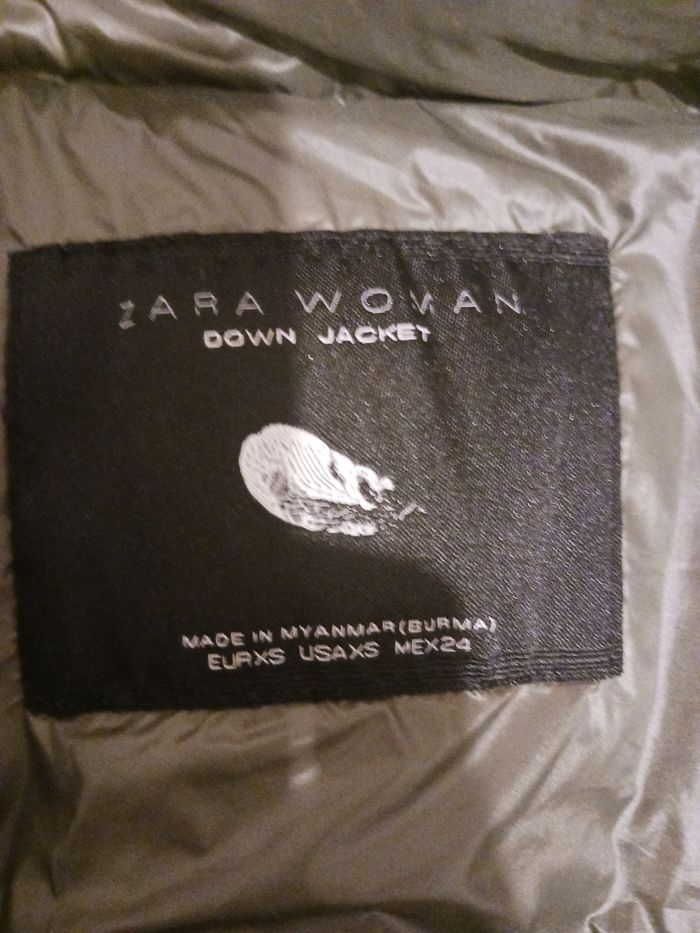 ZARA WOMAN
DOWN JACKET
MADE IN MYANMAR(BURMA)
EURXS USAXS MEX24